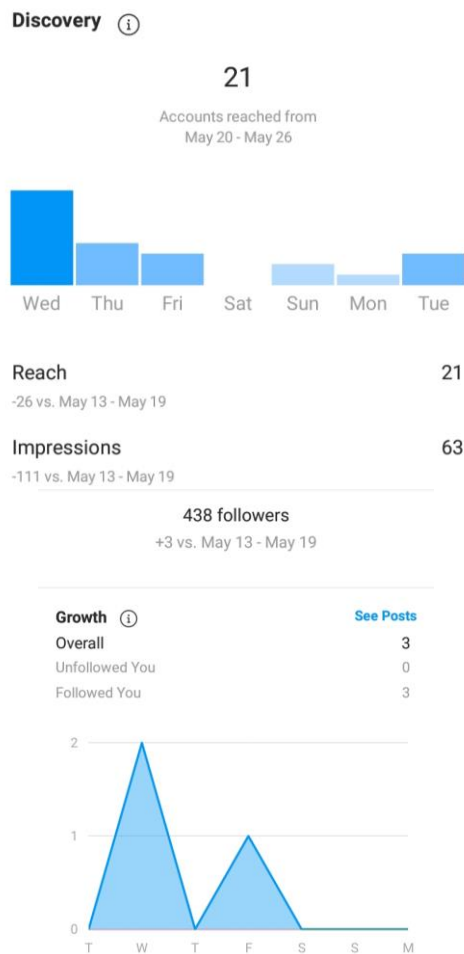 Discovery
21
Accounts reached from
May 20 - May 26
Wed Thu Fri Sat Sun Mon Tue
Reach 21
-26 vs. May 13 - May 19
Impressions 63
-111 vs. May 13 - May 19
438 followers
+3 vs. May 13 - May 19
Growth See Posts
Overall 3
Unfollowed You 0
Followed You 3
2
1
0
T W T F S S M